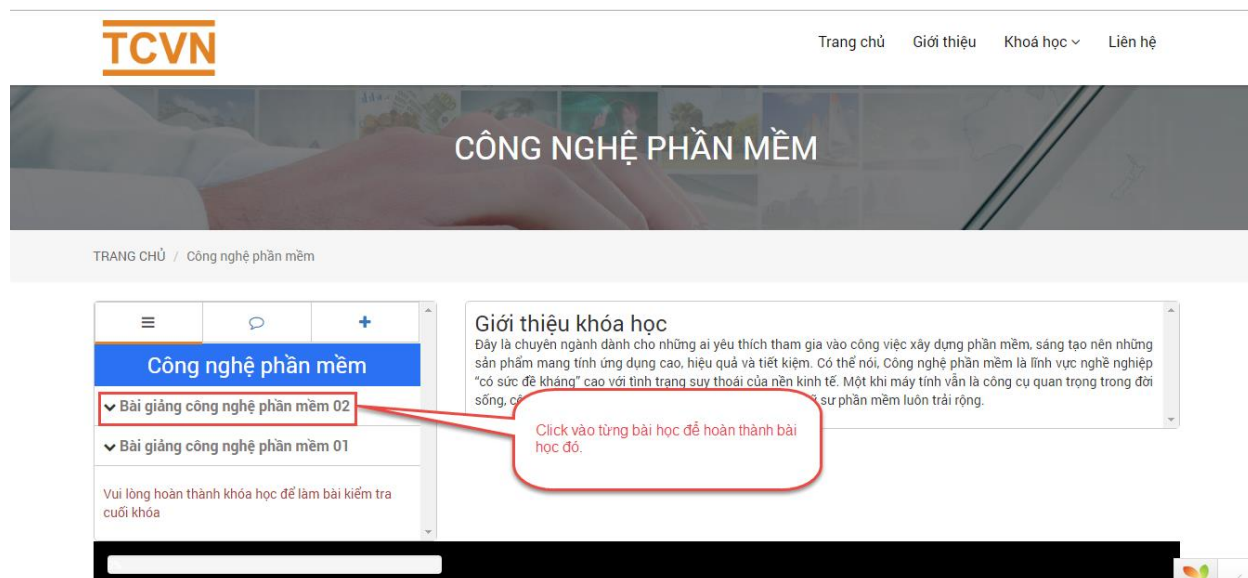 TCVN
Trang chủ Giới thiệu Khoá học Liên hệ
CÔNG NGHỆ PHẦN MỀM
TRANG CHỦ / Công nghệ phần mềm
Công nghệ phần mềm
Bài giảng công nghệ phần mềm 02
Bài giảng công nghệ phần mềm 01
Vui lòng hoàn thành khóa học để làm bài kiểm tra
cuối khóa
Giới thiệu khóa học
Đây là chuyên ngành dành cho những ai yêu thích tham gia vào công việc xây dựng phần mềm, sáng tạo nên những
sản phẩm mang tính ứng dụng cao, hiệu quả và tiết kiệm. Có thể nói, Công nghệ phần mềm là lĩnh vực nghề nghiệp
“có sức đề kháng” cao với tình trạng suy thoái của nền kinh tế. Một khi máy tính vẫn là công cụ quan trọng trong đời
sống, sư phần mềm luôn trải rộng.
Click vào từng bài học để hoàn thành bài
học đó.